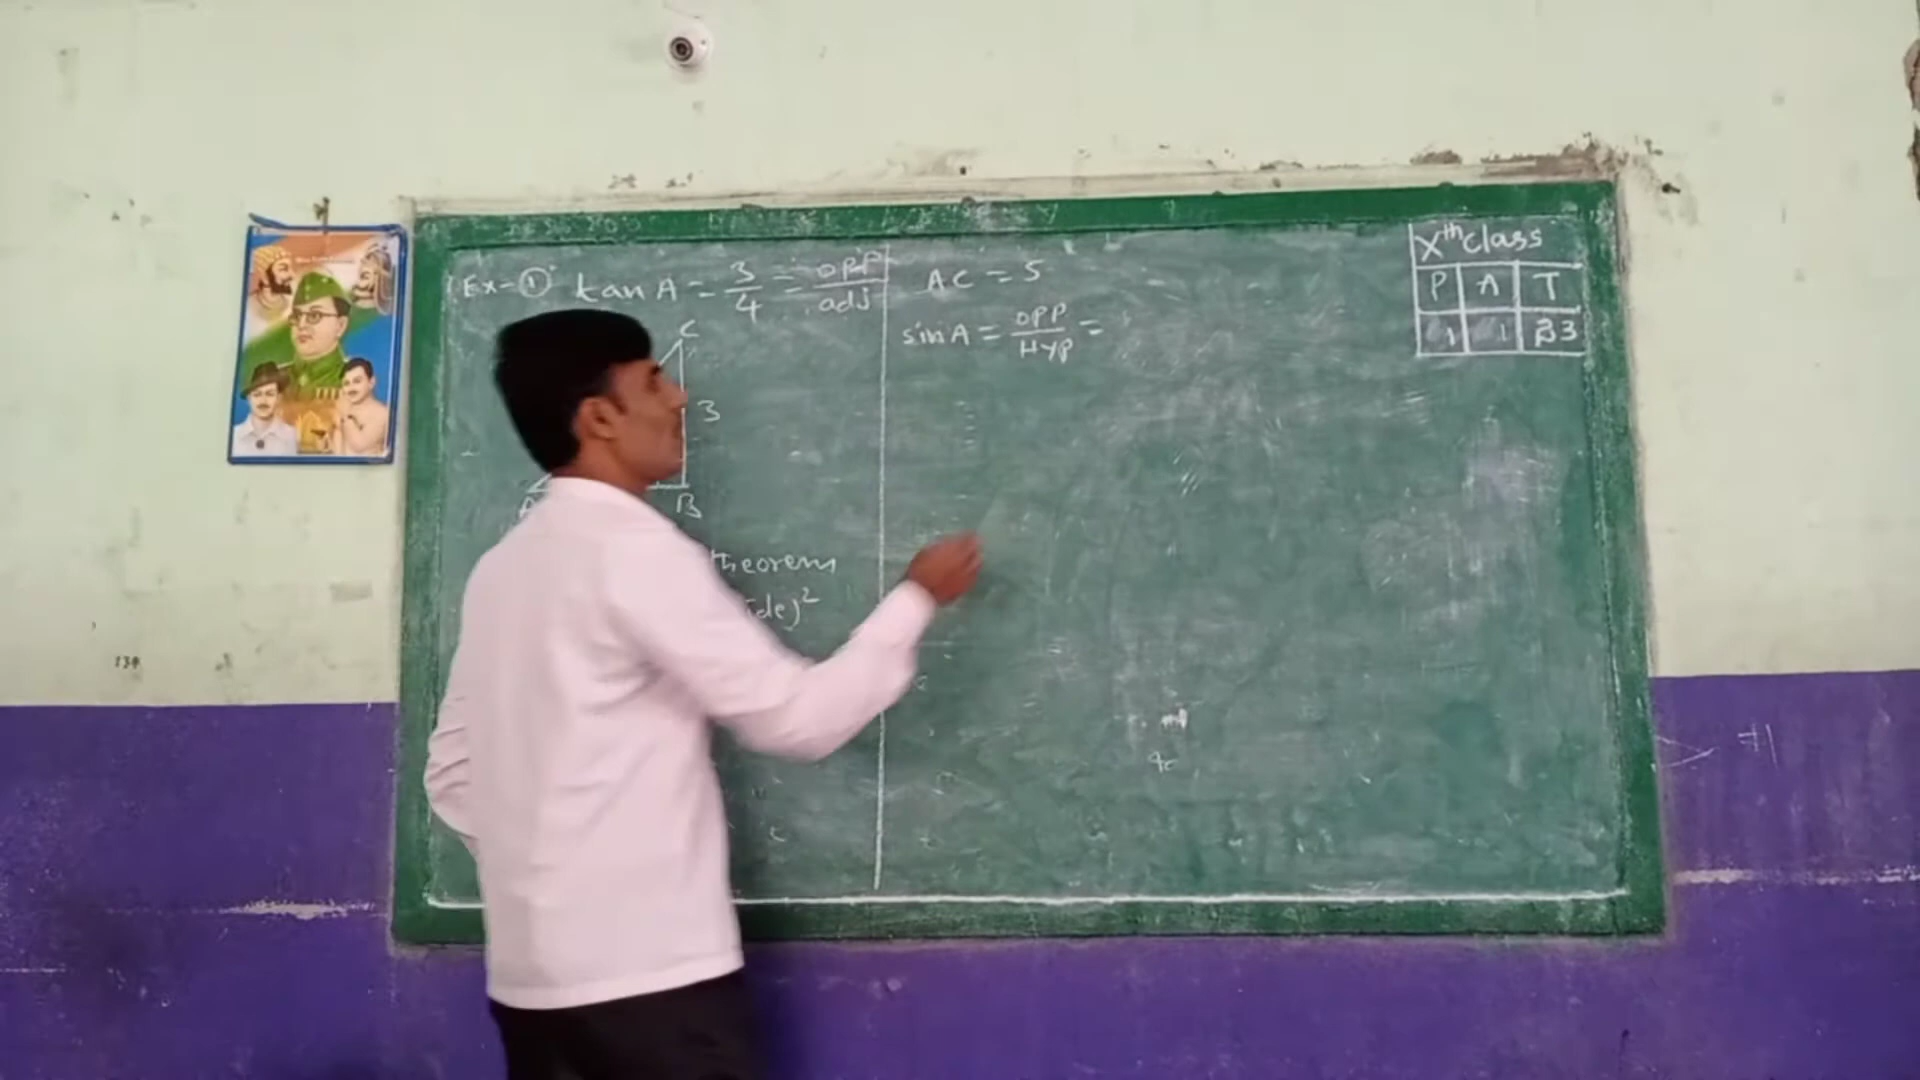 Ex-① tan A = 3/4 = opp/adj
C
3
B
theorem
ide)²
AC = 5
sin A = opp/Hyp =
Xth class
P A T
1 1 33